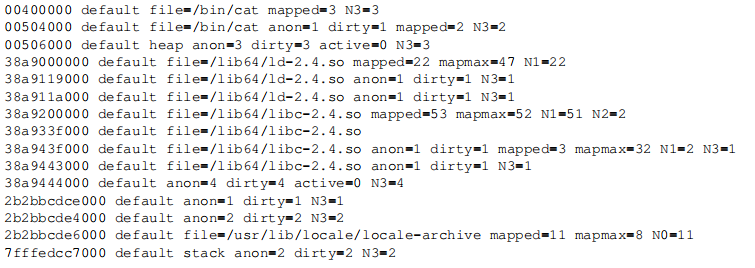 00400000 default file=/bin/cat mapped=3 N3=3
00504000 default file=/bin/cat anon=1 dirty=1 mapped=2 N3=2
00506000 default heap anon=3 dirty=3 active=0 N3=3
38a9000000 default file=/lib64/ld-2.4.so mapped=22 mapmax=47 N1=22
38a9119000 default file=/lib64/ld-2.4.so anon=1 dirty=1 N3=1
38a911a000 default file=/lib64/ld-2.4.so anon=1 dirty=1 N3=1
38a9200000 default file=/lib64/libc-2.4.so mapped=53 mapmax=52 N1=51 N2=2
38a933f000 default file=/lib64/libc-2.4.so
38a943f000 default file=/lib64/libc-2.4.so anon=1 dirty=1 mapped=3 mapmax=32 N1=2 N3=1
38a9443000 default file=/lib64/libc-2.4.so anon=1 dirty=1 N3=1
38a9444000 default anon=4 dirty=4 active=0 N3=4
2b2bbcdce000 default anon=1 dirty=1 N3=1
2b2bbcde4000 default anon=2 dirty=2 N3=2
2b2bbcde6000 default file=/usr/lib/locale/locale-archive mapped=11 mapmax=8 N0=11
7fffedcc7000 default stack anon=2 dirty=2 N3=2